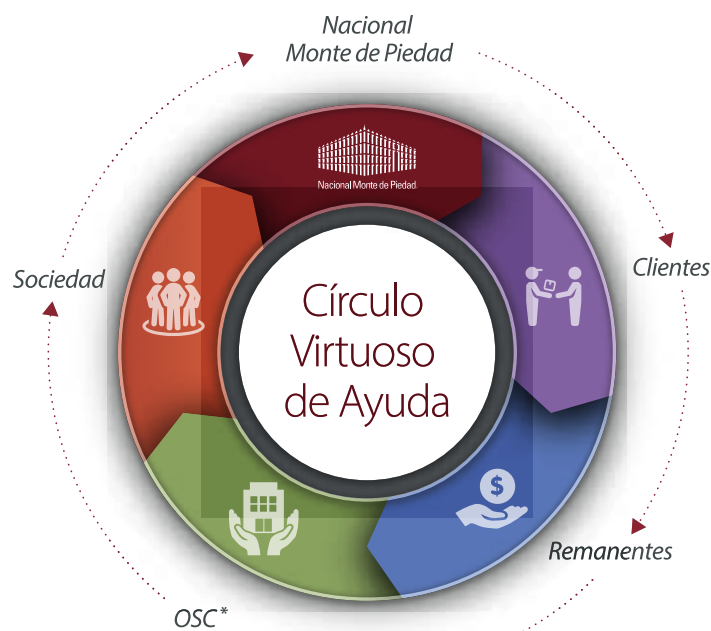 Nacional
Monte de Piedad
Nacional Monte de Piedad
Clientes
Sociedad
Círculo
Virtuoso
de Ayuda
$
Remanentes
OSC*